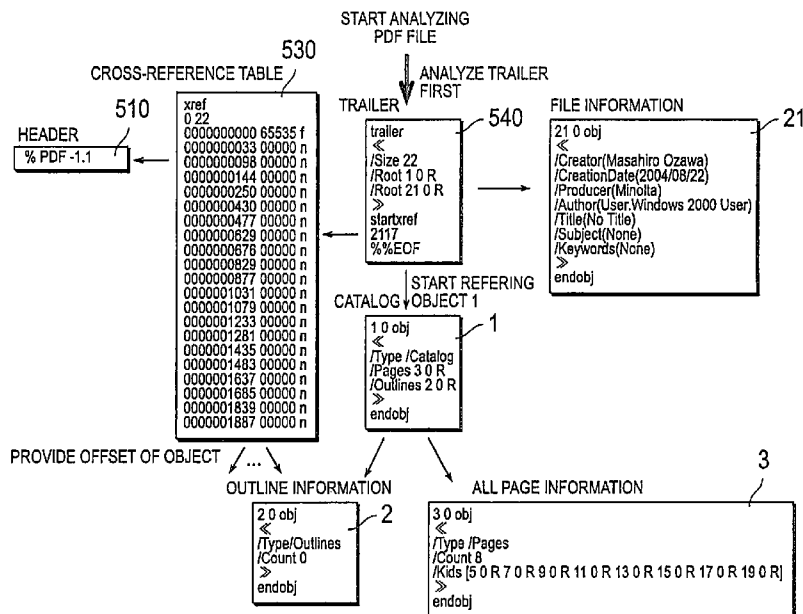 START ANALYZING
PDF FILE
ANALYZE TRAILER
FIRST
CROSS-REFERENCE TABLE
530
xref
0 22
0000000000 65535 f
0000000033 00000 n
0000000098 00000 n
0000000144 00000 n
0000000250 00000 n
0000000430 00000 n
0000000477 00000 n
0000000629 00000 n
0000000676 00000 n
0000000829 00000 n
0000000877 00000 n
0000001031 00000 n
0000001079 00000 n
0000001233 00000 n
0000001281 00000 n
0000001435 00000 n
0000001483 00000 n
0000001637 00000 n
0000001685 00000 n
0000001839 00000 n
0000001887 00000 n
HEADER
510
% PDF -1.1
TRAILER
540
trailer
≪
/Size 22
/Root 1 0 R
/Root 21 0 R
≫
startxref
2117
%%EOF
FILE INFORMATION
21
21 0 obj
≪
/Creator(Masahiro Ozawa)
/CreationDate(2004/08/22)
/Producer(Minolta)
/Author(User.Windows 2000 User)
/Title(No Title)
/Subject(None)
/Keywords(None)
≫
endobj
START REFERING
OBJECT 1
CATALOG
1
1 0 obj
≪
/Type /Catalog
/Pages 3 0 R
/Outlines 2 0 R
≫
endobj
PROVIDE OFFSET OF OBJECT
...
OUTLINE INFORMATION
2
2 0 obj
≪
/Type/Outlines
/Count 0
≫
endobj
ALL PAGE INFORMATION
3
3 0 obj
≪
/Type /Pages
/Count 8
/Kids [5 0 R 7 0 R 9 0 R 11 0 R 13 0 R 15 0 R 17 0 R 19 0 R]
≫
endobj